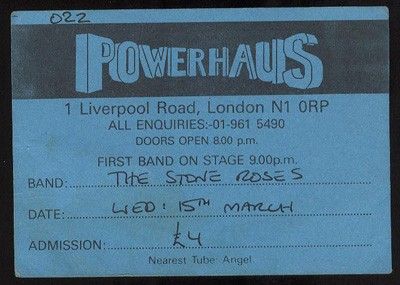 022
POWERHAUS
1 Liverpool Road, London N1 0RP
ALL ENQUIRIES:-01-961 5490
DOORS OPEN 8.00 p.m.
FIRST BAND ON STAGE 9.00p.m.
BAND: THE STONE ROSES
DATE: WED: 15TH MARCH
ADMISSION: £4
Nearest Tube: Angel